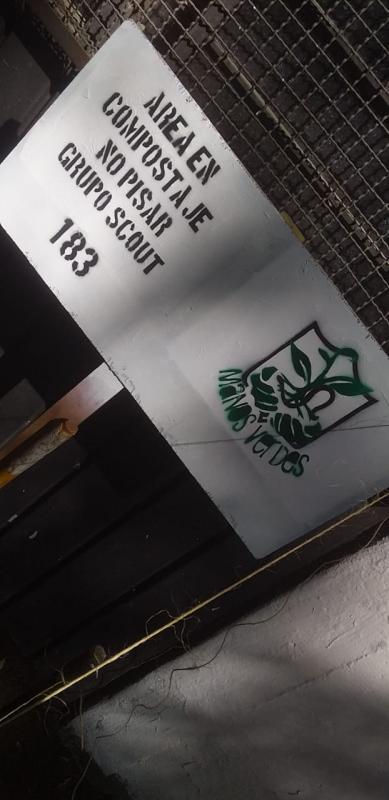 AREA EN
COMPOSTAJE
NO PISAR
GRUPO SCOUT
183
MANOS VERDES